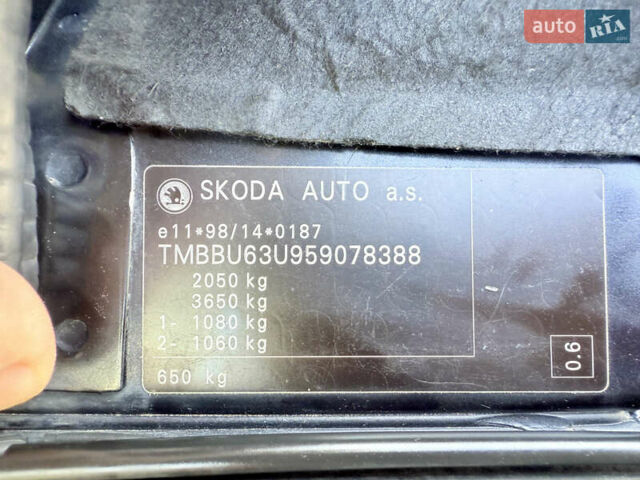 auto RIA .com
SKODA AUTO a.s.
e11*98/14*0187
TMBBU63U959078388
2050 kg
3650 kg
1- 1080 kg
2- 1060 kg
650 kg
0.6